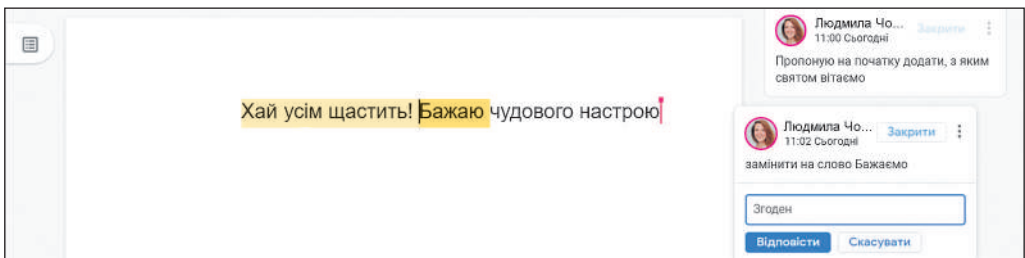 Хай усім щастить! Бажаю чудового настрою
Людмила Чо... Закрити
11:00 Сьогодні
Пропоную на початку додати, з яким
святом вітаємо
Людмила Чо... Закрити
11:02 Сьогодні
замінити на слово Бажаємо
Згоден
Відповісти Скасувати